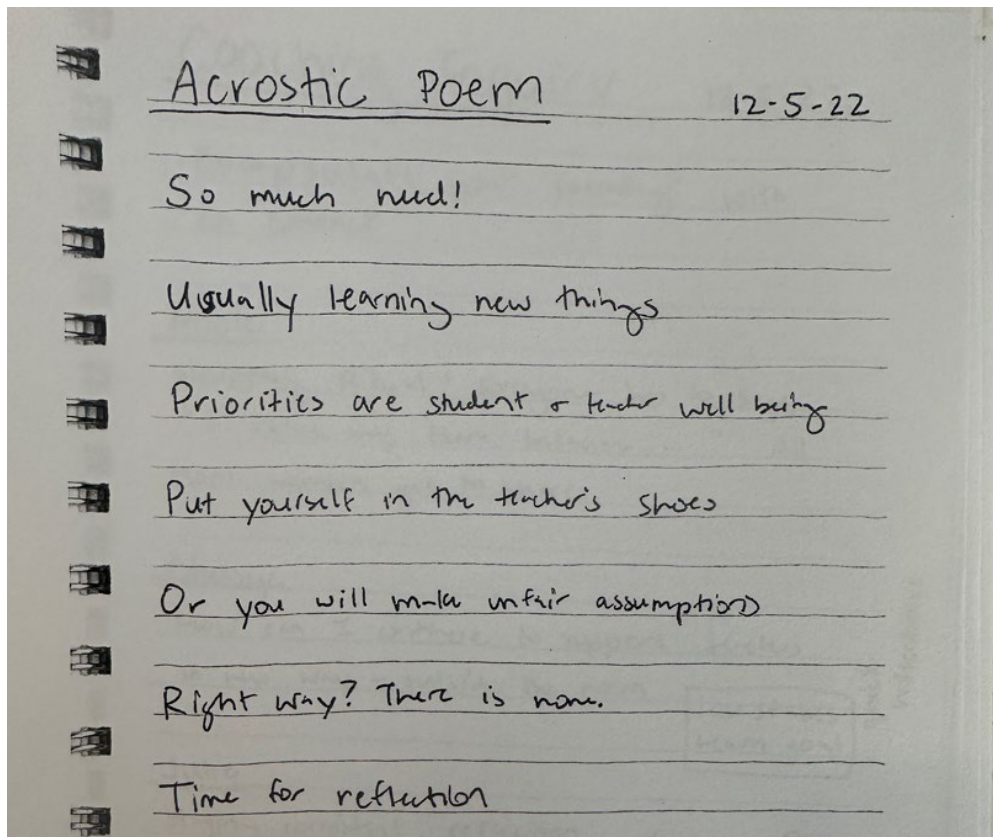 Acrostic Poem
12-5-22
So much need!
Usually learning new things
Priorities are student & teacher well being
Put yourself in the teacher's shoes
Or you will make unfair assumptions
Right way? There is none.
Time for reflection